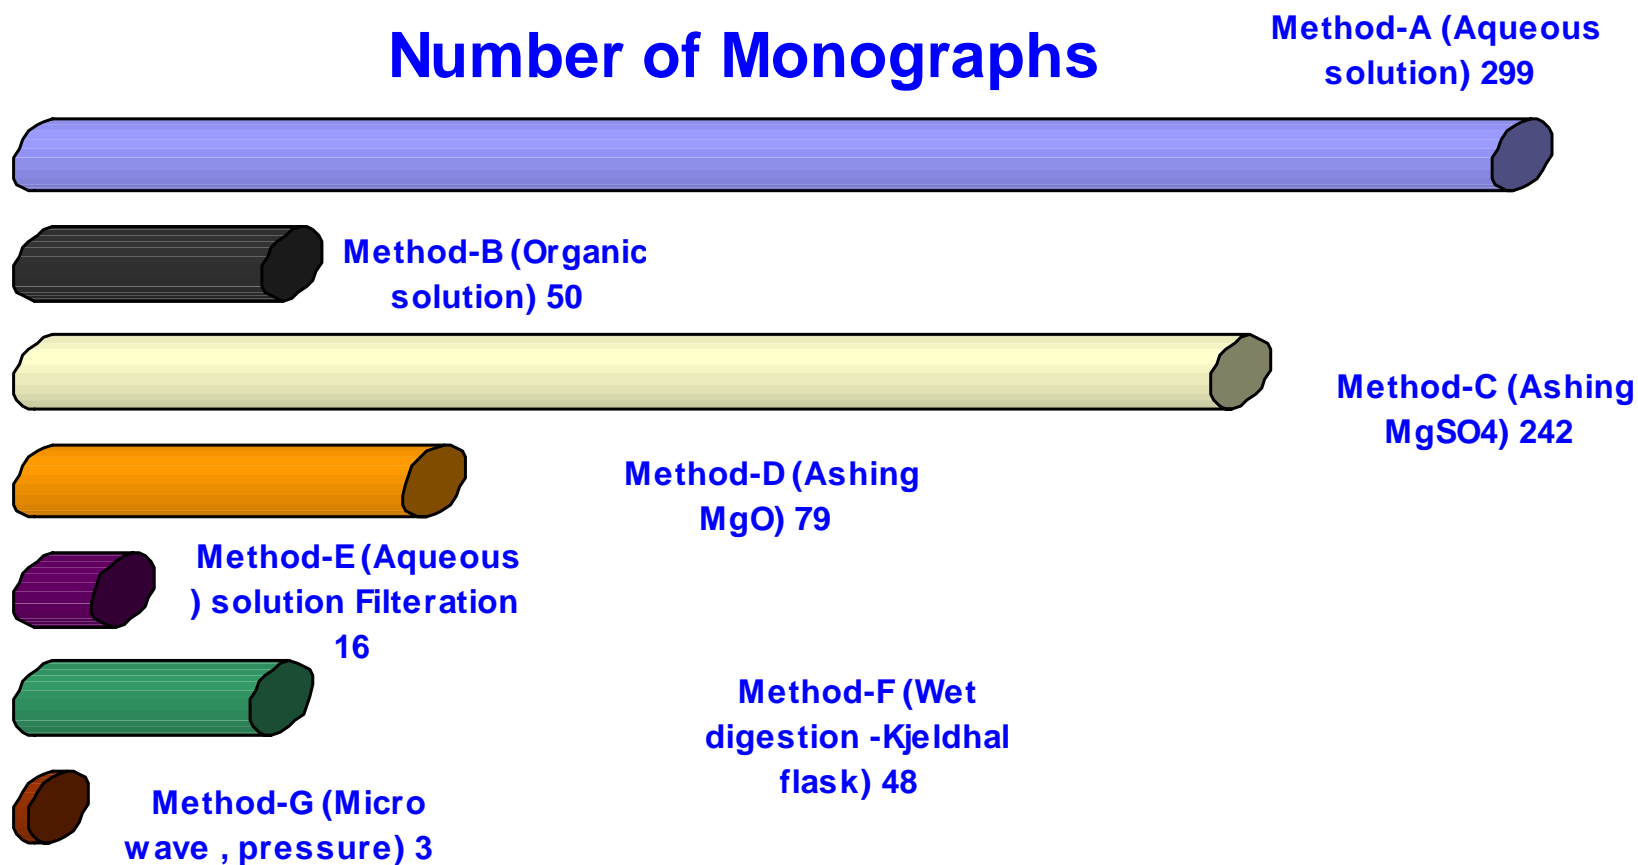 Number of Monographs
Method-A (Aqueous
solution) 299
Method-B (Organic
solution) 50
Method-C (Ashing
MgSO4) 242
Method-D (Ashing
MgO) 79
Method-E (Aqueous
) solution Filteration
16
Method-F (Wet
digestion -Kjeldhal
flask) 48
Method-G (Micro
wave , pressure) 3